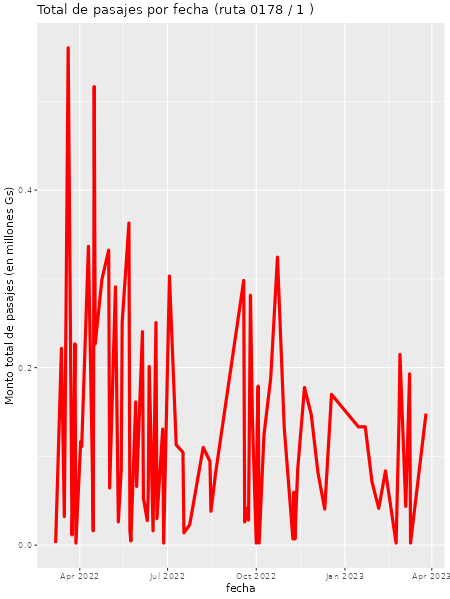 Total de pasajes por fecha (ruta 0178 / 1 )
Monto total de pasajes (en millones Gs)
0.4
0.2
0.0
Apr 2022
Jul 2022
Oct 2022
Jan 2023
Apr 2023
fecha